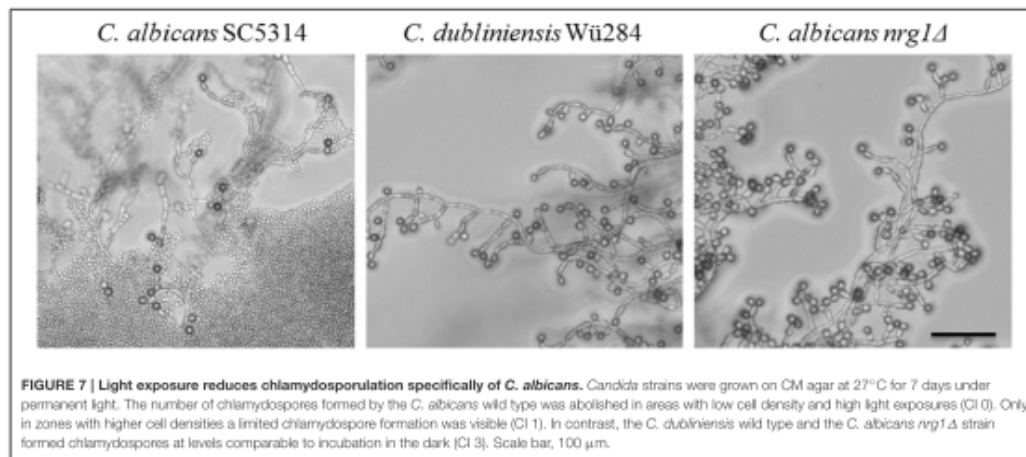 C. albicans SC5314 C. dubliniensis Wü284 C. albicans nrg1Δ
FIGURE 7 | Light exposure reduces chlamydosporulation specifically of C. albicans. Candida strains were grown on CM agar at 27°C for 7 days under
permanent light. The number of chlamydospores formed by the C. albicans wild type was abolished in areas with low cell density and high light exposures (CI 0). Only
in zones with higher cell densities a limited chlamydospore formation was visible (CI 1). In contrast, the C. dubliniensis wild type and the C. albicans nrg1Δ strain
formed chlamydospores at levels comparable to incubation in the dark (CI 3). Scale bar, 100 μm.